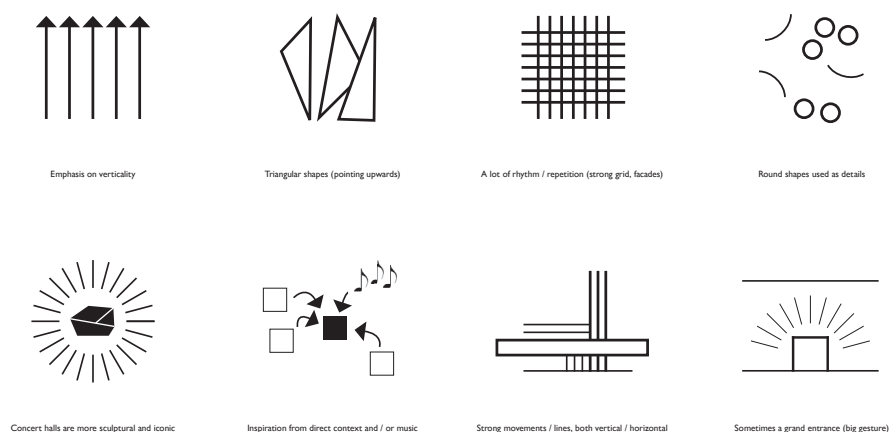 Emphasis on verticality
Triangular shapes (pointing upwards)
A lot of rhythm / repetition (strong grid, facades)
Round shapes used as details
Concert halls are more sculptural and iconic
Inspiration from direct context and / or music
Strong movements / lines, both vertical / horizontal
Sometimes a grand entrance (big gesture)